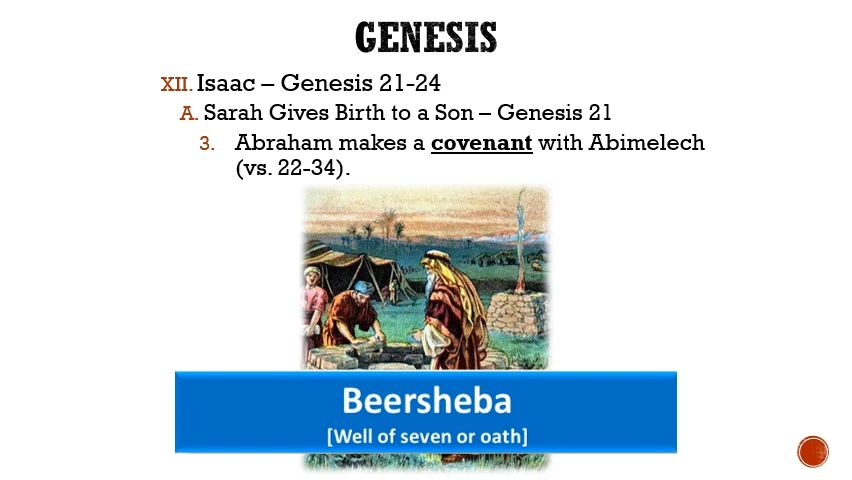 GENESIS
XII. Isaac – Genesis 21-24
A. Sarah Gives Birth to a Son – Genesis 21
3. Abraham makes a covenant with Abimelech
(vs. 22-34).
Beersheba
[Well of seven or oath]